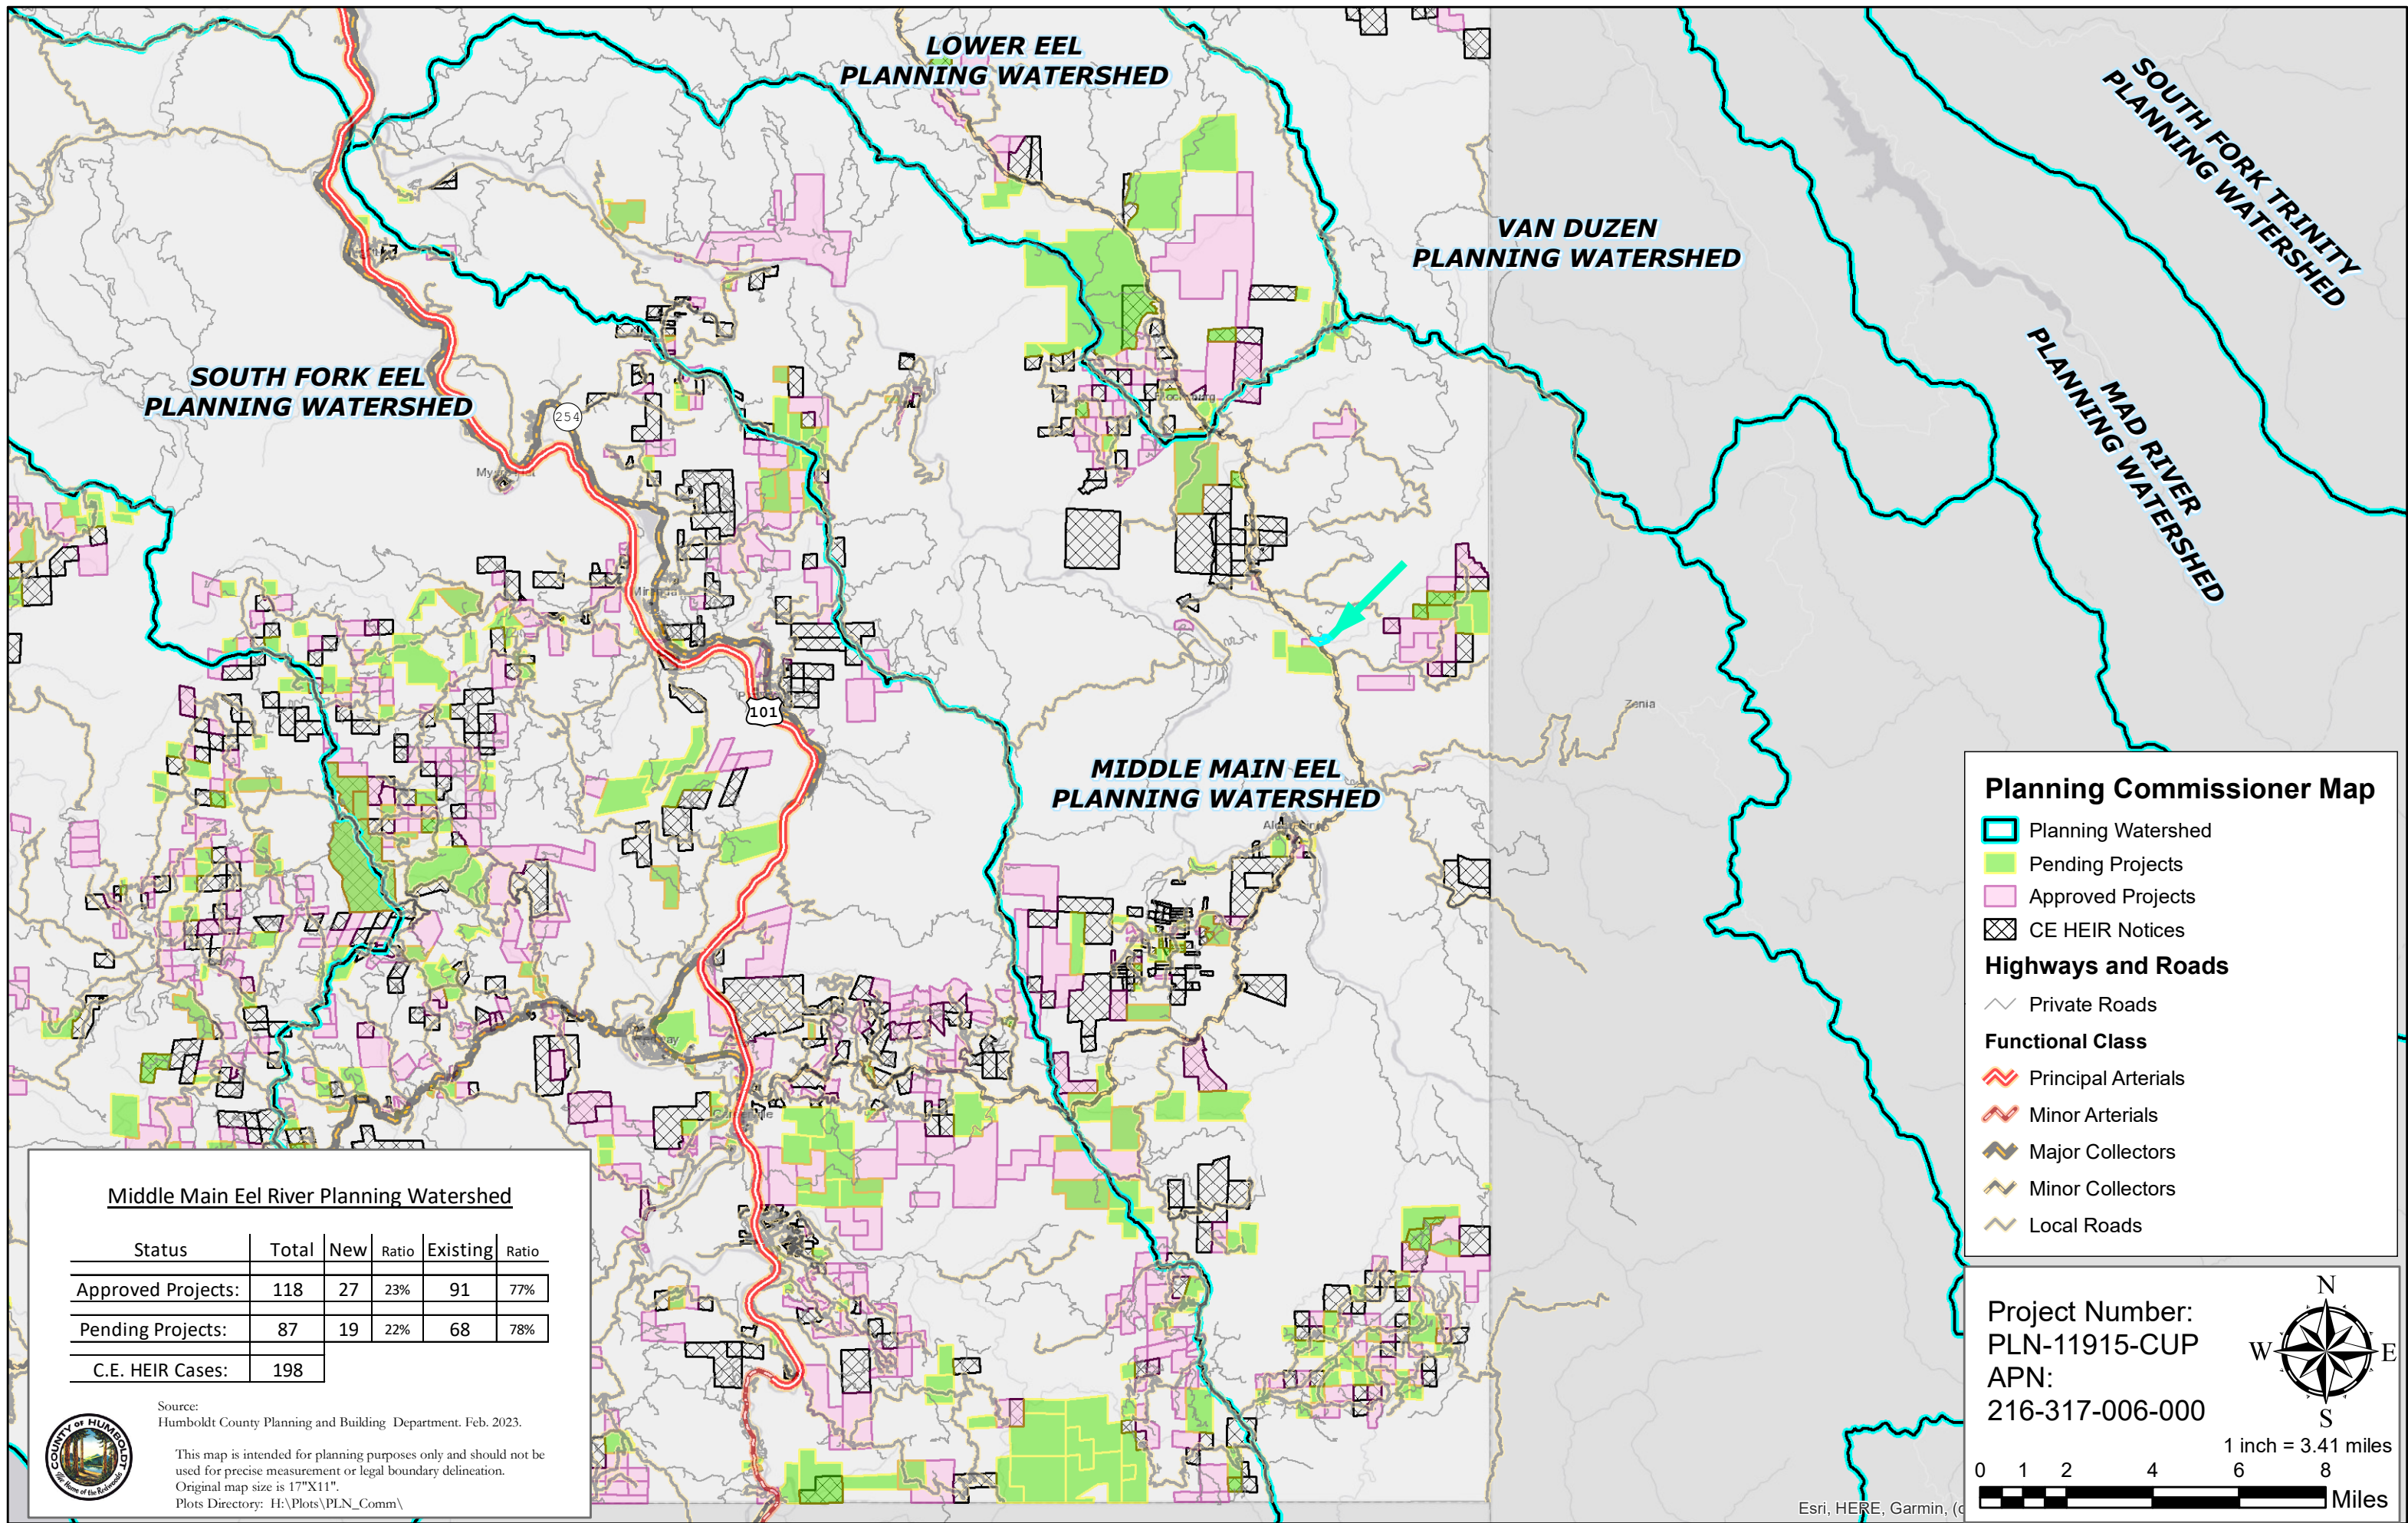 LOWER EEL
PLANNING WATERSHED
SOUTH FORK TRINITY
PLANNING WATERSHED
VAN DUZEN
PLANNING WATERSHED
MAD RIVER
PLANNING WATERSHED
SOUTH FORK EEL
PLANNING WATERSHED
254
101
Zenia
MIDDLE MAIN EEL
PLANNING WATERSHED
Planning Commissioner Map
Planning Watershed
Pending Projects
Approved Projects
CE HEIR Notices
Highways and Roads
Private Roads
Functional Class
Principal Arterials
Minor Arterials
Major Collectors
Minor Collectors
Local Roads
Middle Main Eel River Planning Watershed
Status Total New Ratio Existing Ratio
Approved Projects: 118 27 23% 91 77%
Pending Projects: 87 19 22% 68 78%
C.E. HEIR Cases: 198
Source:
Humboldt County Planning and Building Department. Feb. 2023.
This map is intended for planning purposes only and should not be
used for precise measurement or legal boundary delineation.
Original map size is 17"X11".
Plots Directory: H:\Plots\PLN_Comm\
COUNTY OF HUMBOLDT
The Home of the Redwoods
Project Number:
PLN-11915-CUP
APN:
216-317-006-000
N
W E
S
1 inch = 3.41 miles
0 1 2 4 6 8
Miles
Esri, HERE, Garmin, (c